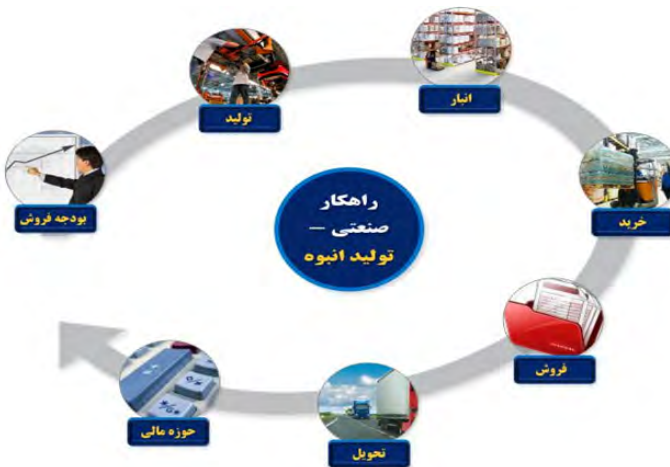 انبار
تولید
راهکار
صنعتی –
تولید انبوه
بودجه فروش
خرید
فروش
حوزه مالی
تحویل